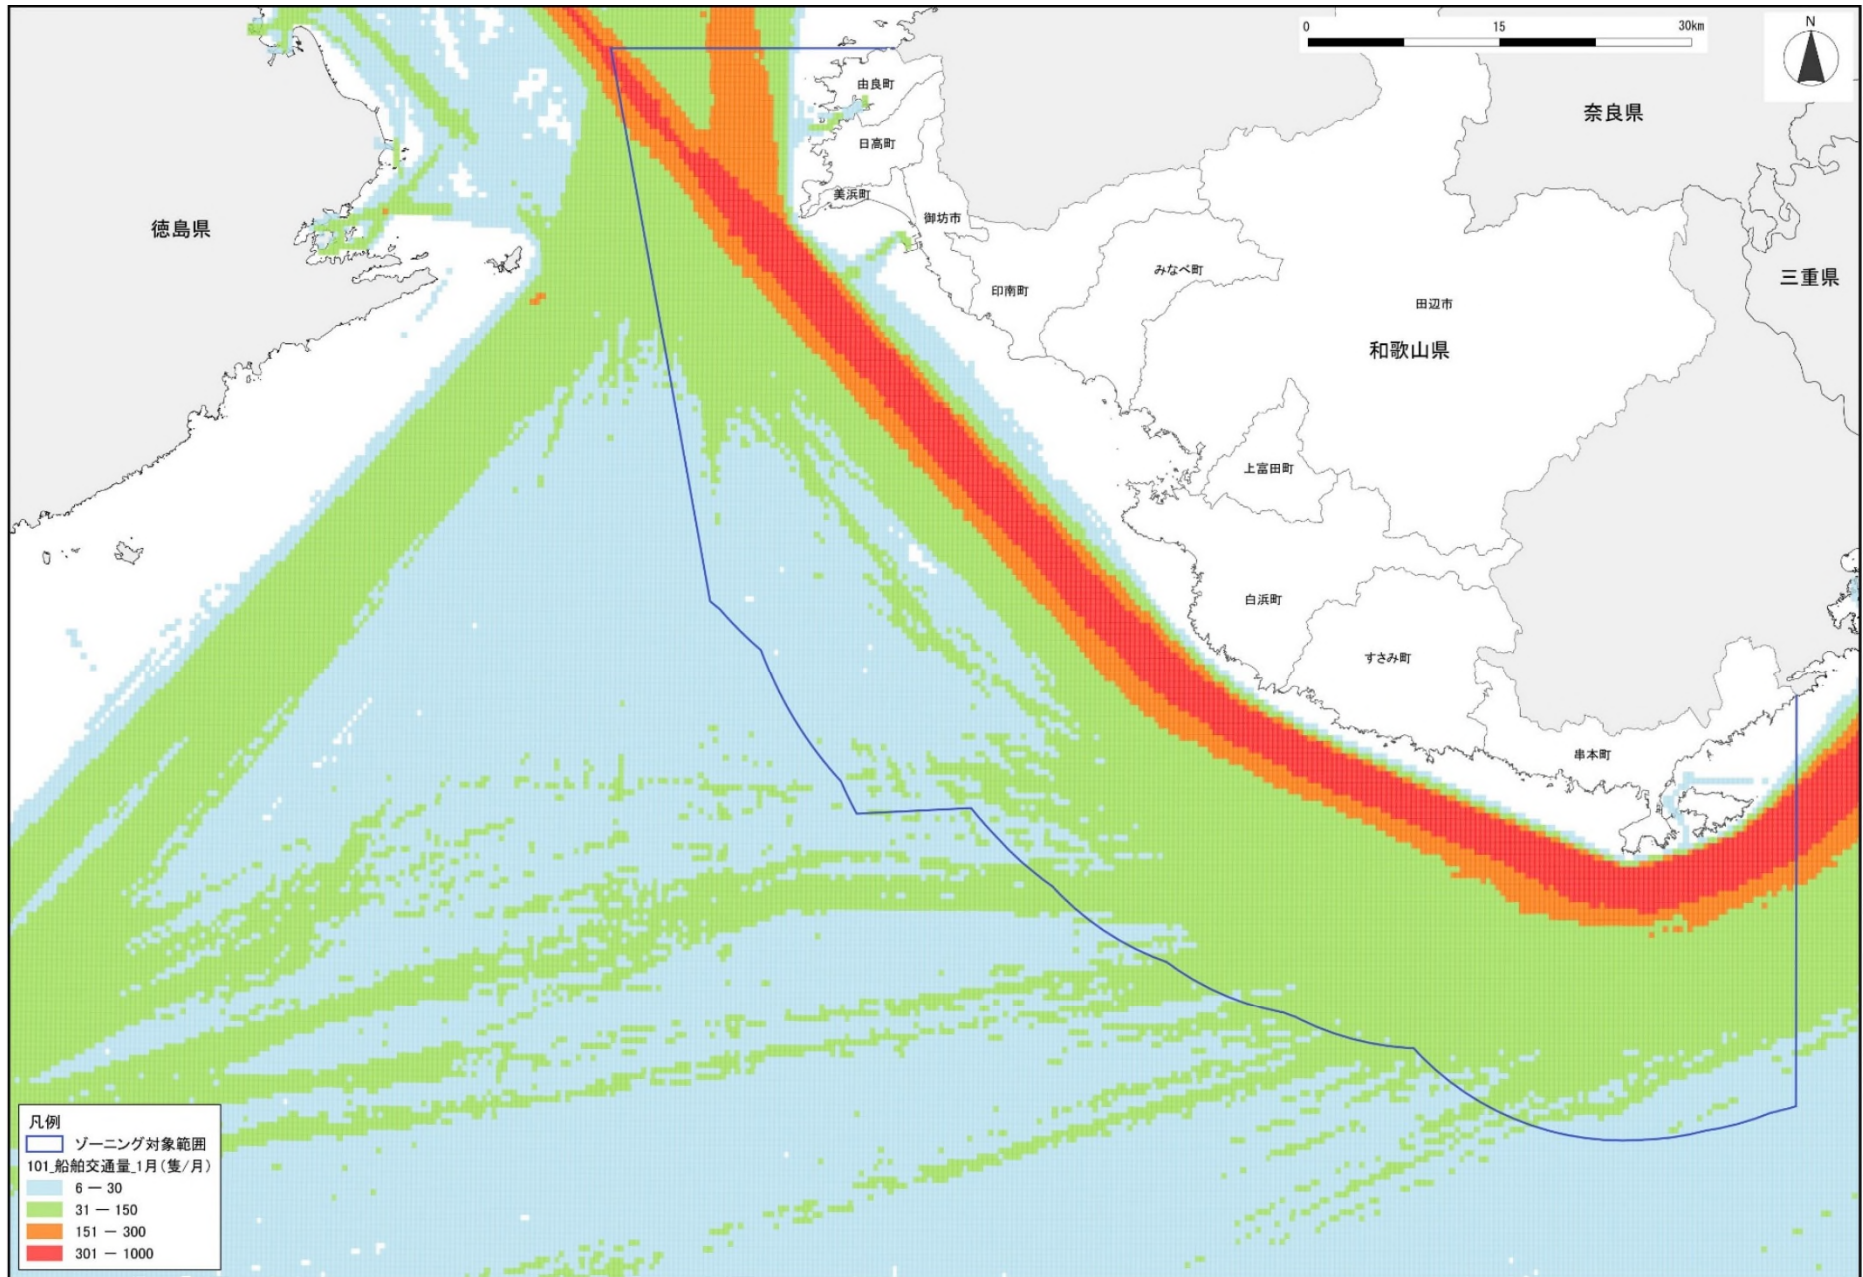 0 15 30km
N
由良町
奈良県
日高町
美浜町
御坊市
徳島県
みなべ町
三重県
印南町
田辺市
和歌山県
上富田町
白浜町
すさみ町
串本町
凡例
ゾーニング対象範囲
101_船舶交通量_1月(隻/月)
6 － 30
31 － 150
151 － 300
301 － 1000